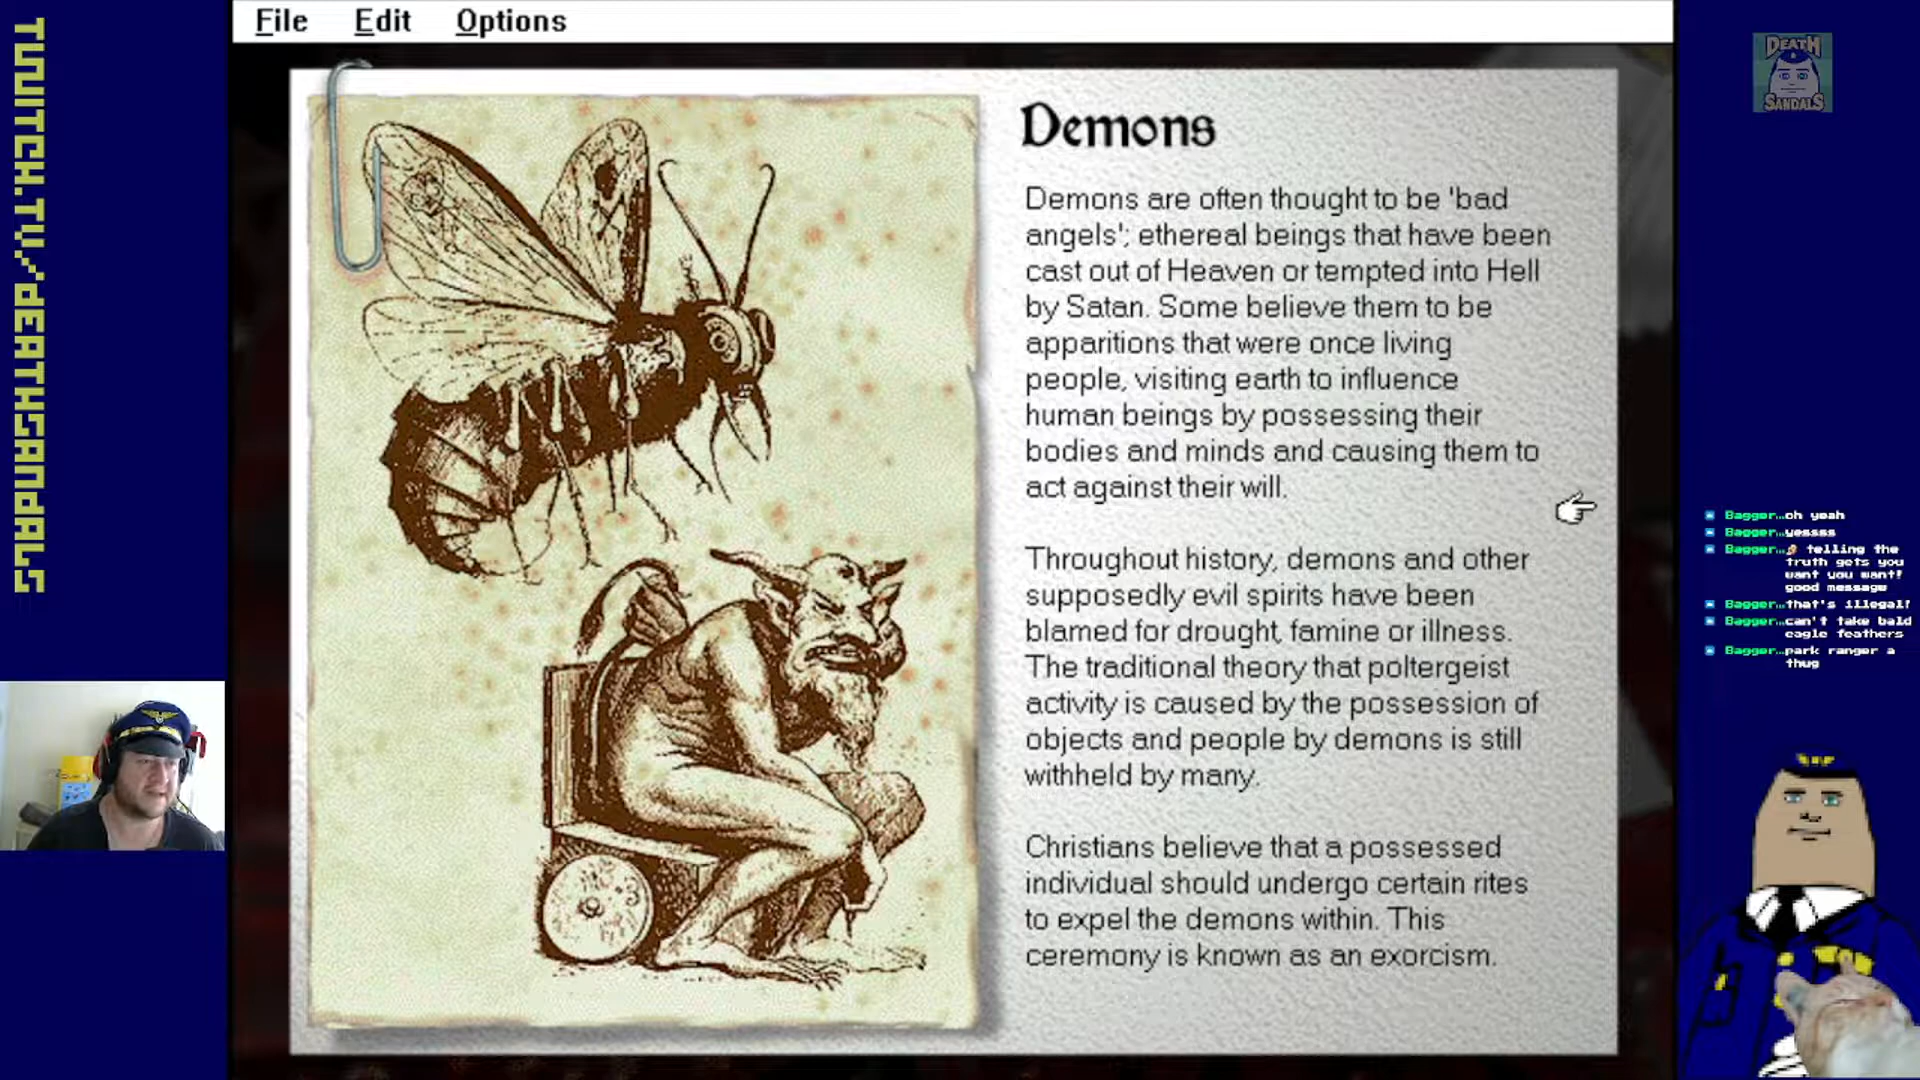 TWITCH.TV/DEATHSANDALS
File Edit Options
DEATH
SANDALS
Demons
Demons are often thought to be 'bad
angels'; ethereal beings that have been
cast out of Heaven or tempted into Hell
by Satan. Some believe them to be
apparitions that were once living
people, visiting earth to influence
human beings by possessing their
bodies and minds and causing them to
act against their will.
Throughout history, demons and other
supposedly evil spirits have been
blamed for drought, famine or illness.
The traditional theory that poltergeist
activity is caused by the possession of
objects and people by demons is still
withheld by many.
Christians believe that a possessed
individual should undergo certain rites
to expel the demons within. This
ceremony is known as an exorcism.
Bagger…oh yeah
Bagger…yessss
Bagger… telling the
truth gets you
want you want!
good message
Bagger…that's illegal!
Bagger…can't take bald
eagle feathers
Bagger…park ranger a
thug